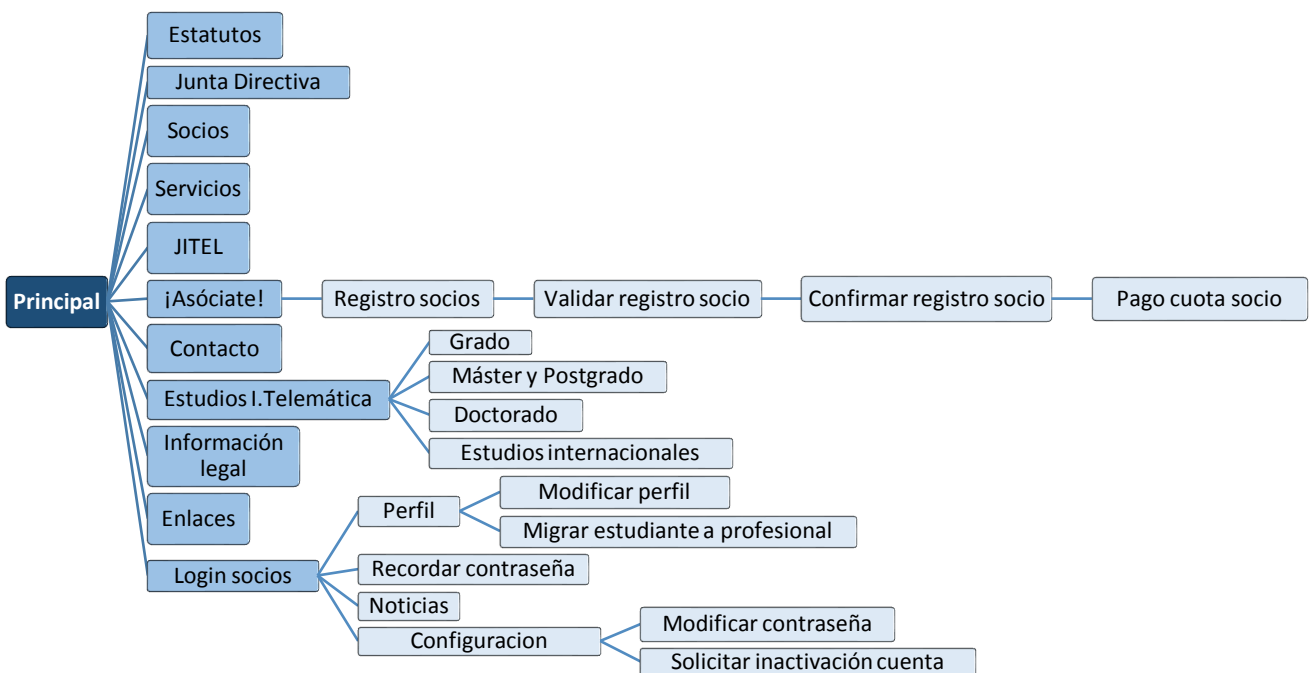 Estatutos
Junta Directiva
Socios
Servicios
JITEL
Principal
¡Asóciate!
Registro socios
Validar registro socio
Confirmar registro socio
Pago cuota socio
Contacto
Estudios I.Telemática
Grado
Máster y Postgrado
Doctorado
Estudios internacionales
Información
legal
Enlaces
Login socios
Perfil
Modificar perfil
Migrar estudiante a profesional
Recordar contraseña
Noticias
Configuracion
Modificar contraseña
Solicitar inactivación cuenta